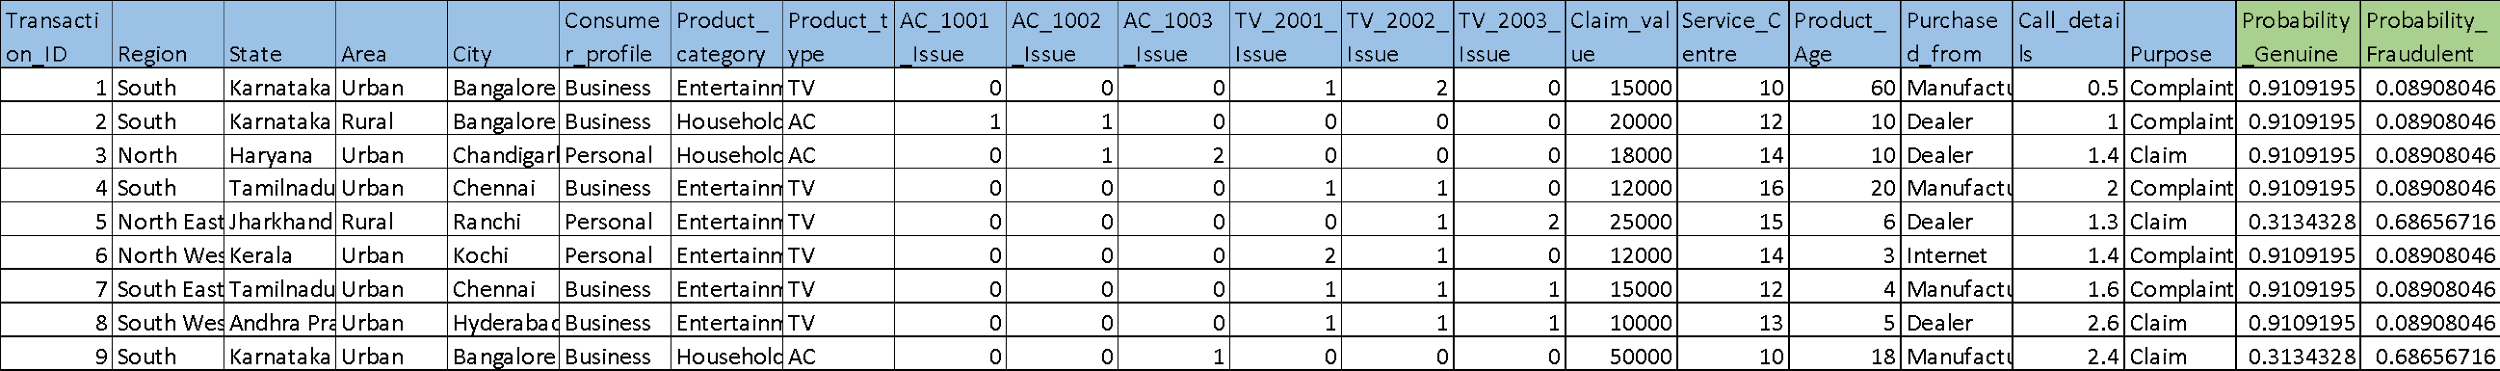 Transacti Consume Product_ Product_t AC_1001 AC_1002 AC_1003 TV_2001_ TV_2002_ TV_2003_ Claim_val Service_C Product_ Purchase Call_detai Probability Probability_
on_ID Region State Area City r_profile category ype _Issue _Issue _Issue Issue Issue Issue ue entre Age d_from ls Purpose _Genuine Fraudulent
1 South Karnataka Urban Bangalore Business Entertainm TV 0 0 0 1 2 0 15000 10 60 Manufactu 0.5 Complaint 0.9109195 0.08908046
2 South Karnataka Rural Bangalore Business Household AC 1 1 0 0 0 0 20000 12 10 Dealer 1 Complaint 0.9109195 0.08908046
3 North Haryana Urban Chandigarh Personal Household AC 0 1 2 0 0 0 18000 14 10 Dealer 1.4 Claim 0.9109195 0.08908046
4 South Tamilnadu Urban Chennai Business Entertainm TV 0 0 0 1 1 0 12000 16 20 Manufactu 2 Complaint 0.9109195 0.08908046
5 North East Jharkhand Rural Ranchi Personal Entertainm TV 0 0 0 0 1 2 25000 15 6 Dealer 1.3 Claim 0.3134328 0.68656716
6 North Wes Kerala Urban Kochi Personal Entertainm TV 0 0 0 2 1 0 12000 14 3 Internet 1.4 Complaint 0.9109195 0.08908046
7 South East Tamilnadu Urban Chennai Business Entertainm TV 0 0 0 1 1 1 15000 12 4 Manufactu 1.6 Complaint 0.9109195 0.08908046
8 South Wes Andhra Pra Urban Hyderabad Business Entertainm TV 0 0 0 1 1 1 10000 13 5 Dealer 2.6 Claim 0.9109195 0.08908046
9 South Karnataka Urban Bangalore Business Household AC 0 0 1 0 0 0 50000 10 18 Manufactu 2.4 Claim 0.3134328 0.68656716